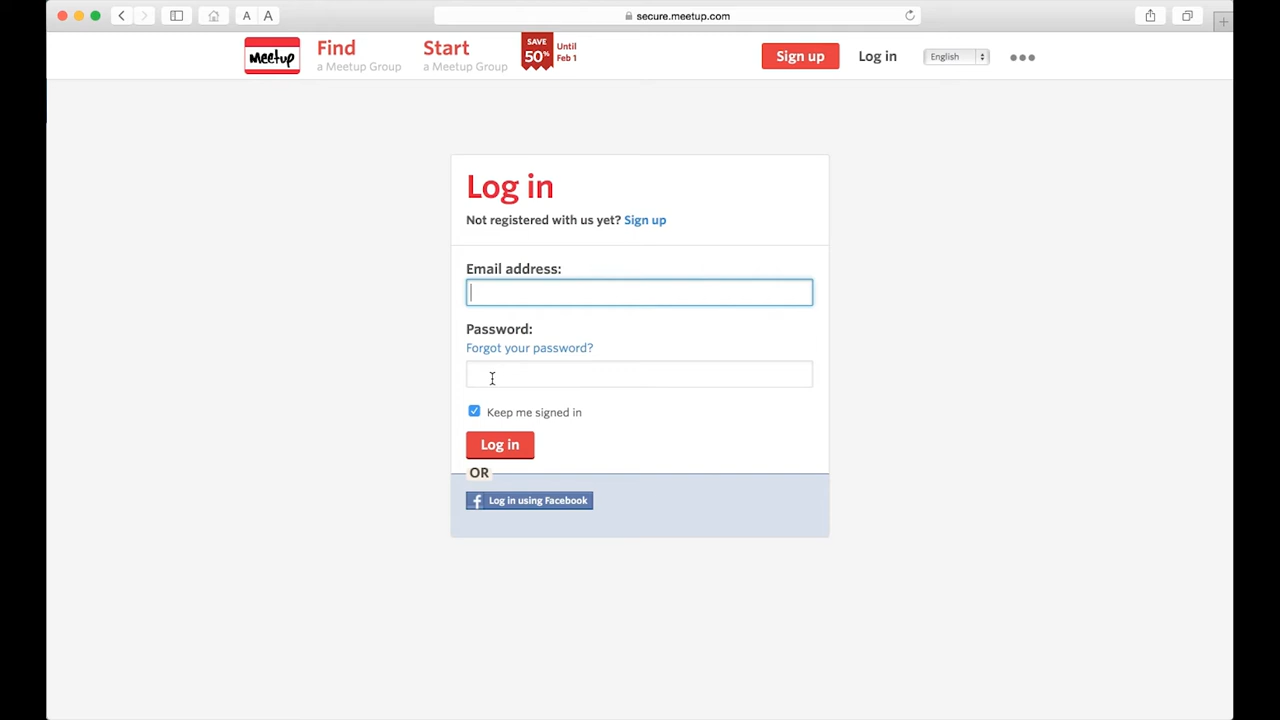 A A
secure.meetup.com
Meetup
Find
a Meetup Group
Start
a Meetup Group
SAVE
50%
Until
Feb 1
Sign up
Log in
English
Log in
Not registered with us yet? Sign up
Email address:
Password:
Forgot your password?
Keep me signed in
Log in
OR
f Log in using Facebook